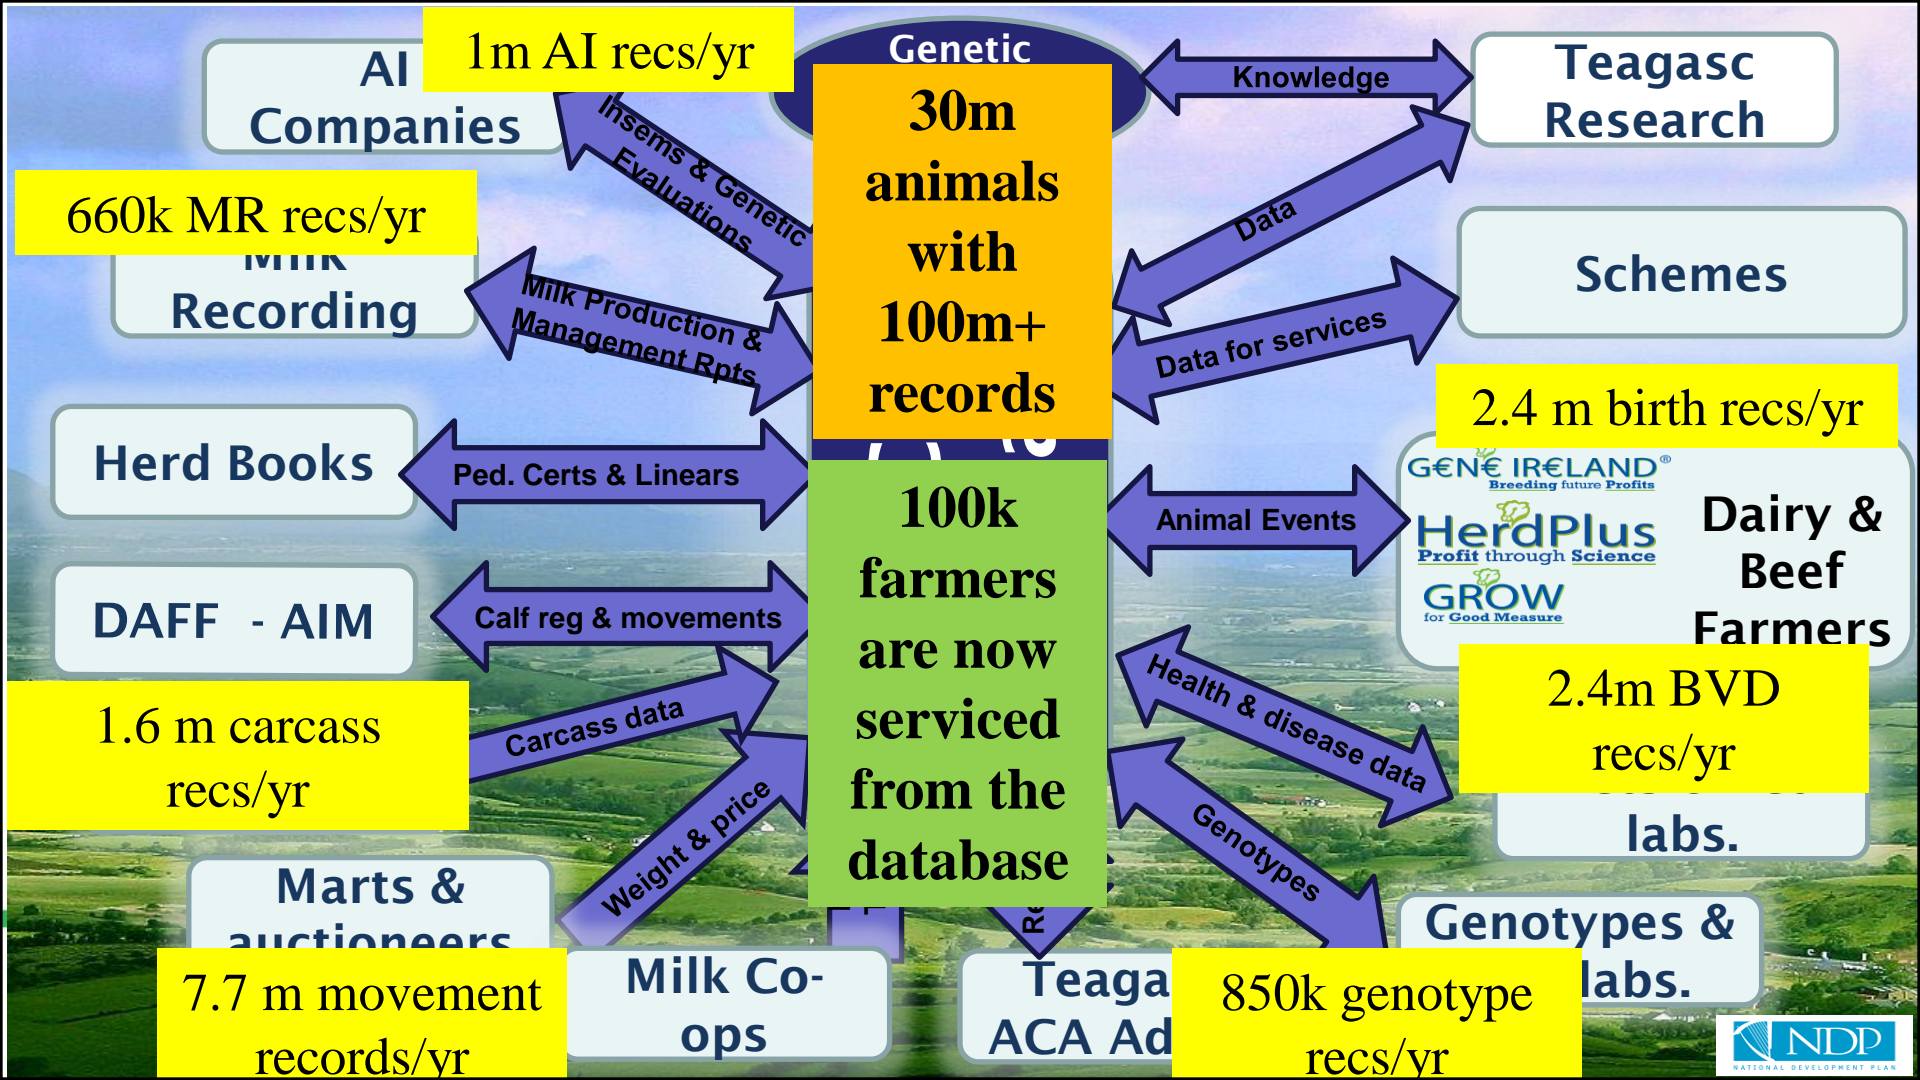 1m AI recs/yr
AI
Companies
Genetic
Knowledge
Teagasc
Research
Insems & Genetic
Evaluations
30m
animals
with
100m+
records
Data
660k MR recs/yr
Milk
Recording
Milk Production &
Management Rpts
Schemes
Data for services
2.4 m birth recs/yr
Herd Books
Ped. Certs & Linears
GENE IRELAND®
Breeding future Profits
HerdPlus
Profit through Science
GROW
for Good Measure
Dairy &
Beef
Farmers
Animal Events
100k
farmers
are now
serviced
from the
database
DAFF - AIM
Calf reg & movements
Health & disease data
2.4m BVD
recs/yr
labs.
1.6 m carcass
recs/yr
Carcass data
Weight & price
Genotypes
Marts &
auctioneers
7.7 m movement
records/yr
Milk Co-
ops
Teaga
ACA Ad
850k genotype
recs/yr
Genotypes &
labs.
NDP
NATIONAL DEVELOPMENT PLAN